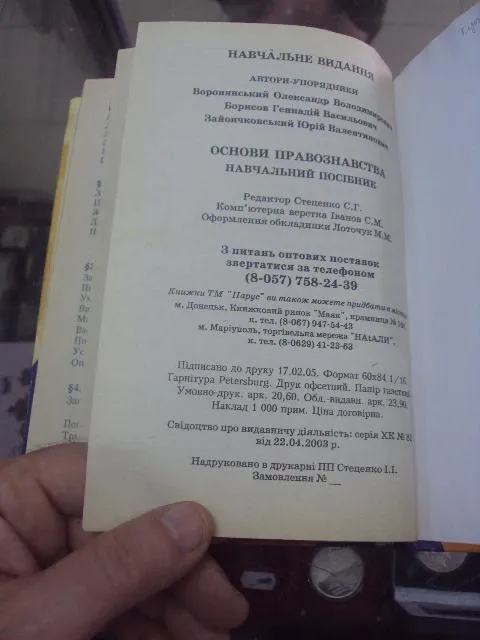 НАВЧАЛЬНЕ ВИДАННЯ
АВТОРИ-УПОРЯДНИКИ
Воронянський Олександр Володимирович
Борисов Геннадій Васильович
Зайончковський Юрій Валентинович
ОСНОВИ ПРАВОЗНАВСТВА
НАВЧАЛЬНИЙ ПОСІБНИК
Редактор Стеценко С.Г.
Комп'ютерна верстка Іванов С.М.
Оформлення обкладинки Лоточук М.М.
З питань оптових поставок
звертатися за телефоном
(8-057) 758-24-39
Книжки ТМ "Парус" ви також можете придбати в
м. Донецьк, Книжковий ринок "Маяк", крамниця №
к. тел. (8-067) 947-54-43
м. Маріуполь, торгівельна мережа "НАТАЛИ".
к. тел. (8-0629) 41-23-63
Підписано до друку 17.02.05. Формат 60х84 1/16.
Гарнітура Petersburg. Друк офсетний. Папір газетний
Умовно-друк. арк. 20,60. Обл.-видавн. арк. 23,90.
Наклад 1 000 прим. Ціна договірна.
Свідоцтво про видавничу діяльність: серія ХК №
від 22.04.2003 р.
Надруковано в друкарні ПП Стеценко І.І.
Замовлення № __